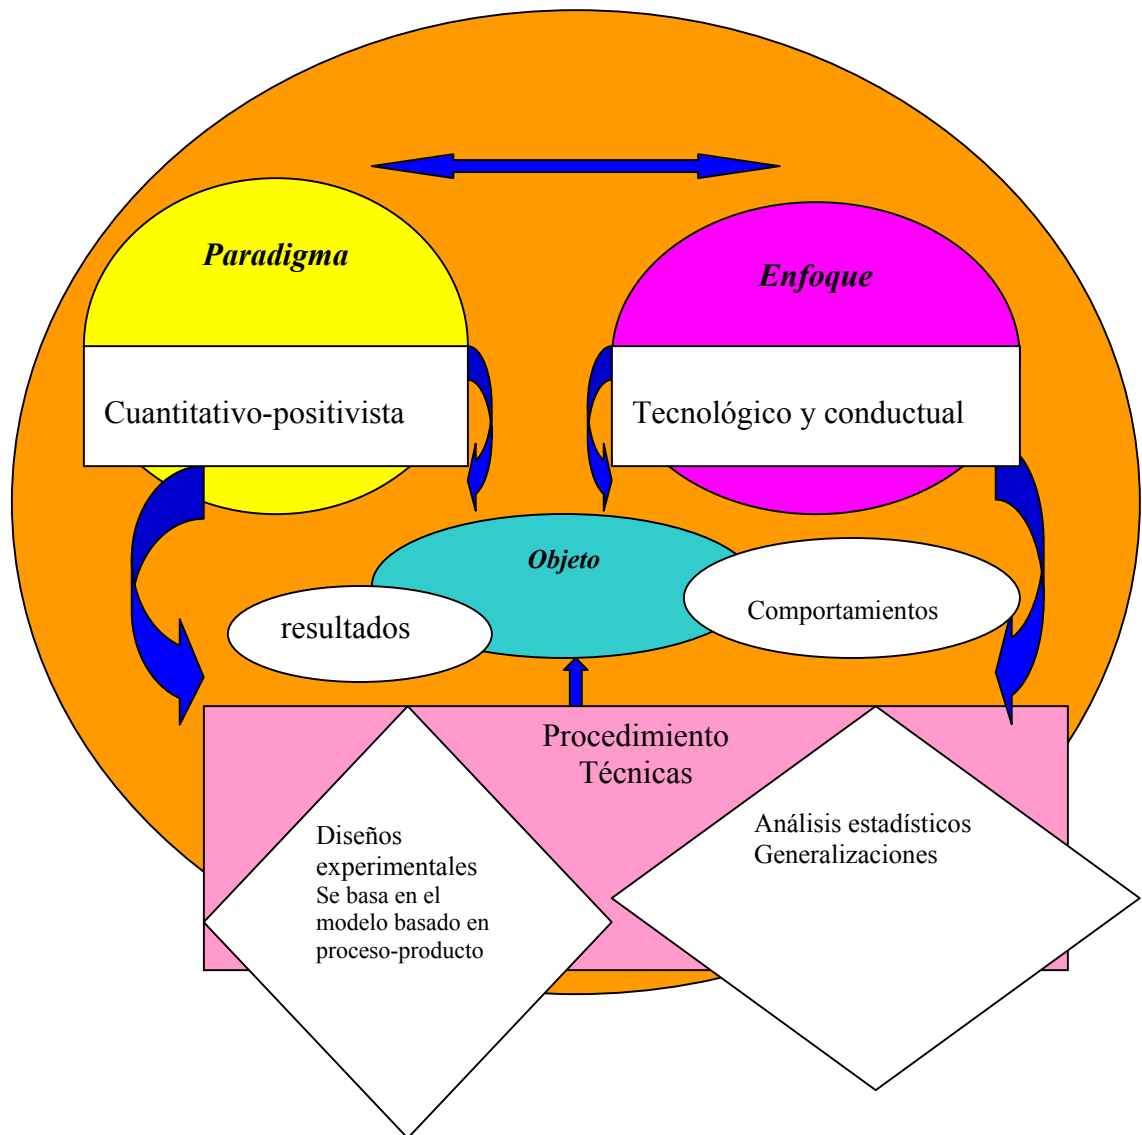 Paradigma
Enfoque
Cuantitativo-positivista
Tecnológico y conductual
Objeto
resultados
Comportamientos
Procedimiento
Técnicas
Diseños
experimentales
Se basa en el
modelo basado en
proceso-producto
Análisis estadísticos
Generalizaciones